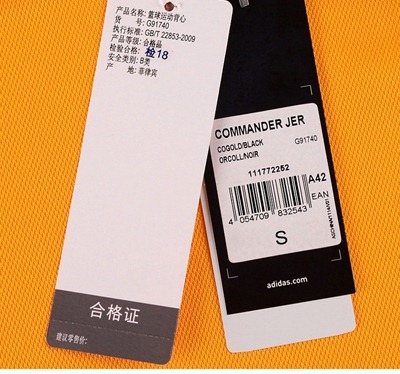 产品名称: 篮球运动背心
货 号: G91740
执行标准: GB/T 22853-2009
产品等级: 合格品
检验合格: 检18
安全类别: B类
产 地: 菲律宾
合格证
建议零售价:
COMMANDER JER
COGOLD/BLACK G91740
ORCOLL/NOIR
111772252
A42
EAN
4 054709 832543
S
adidas.com